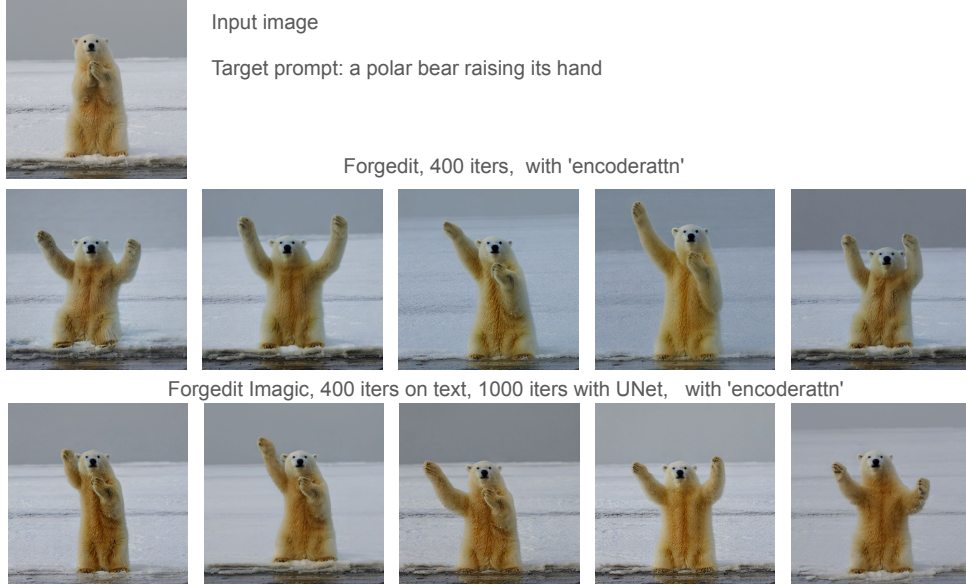 Input image
Target prompt: a polar bear raising its hand
Forgedit, 400 iters, with 'encoderattn'
Forgedit Imagic, 400 iters on text, 1000 iters with UNet, with 'encoderattn'